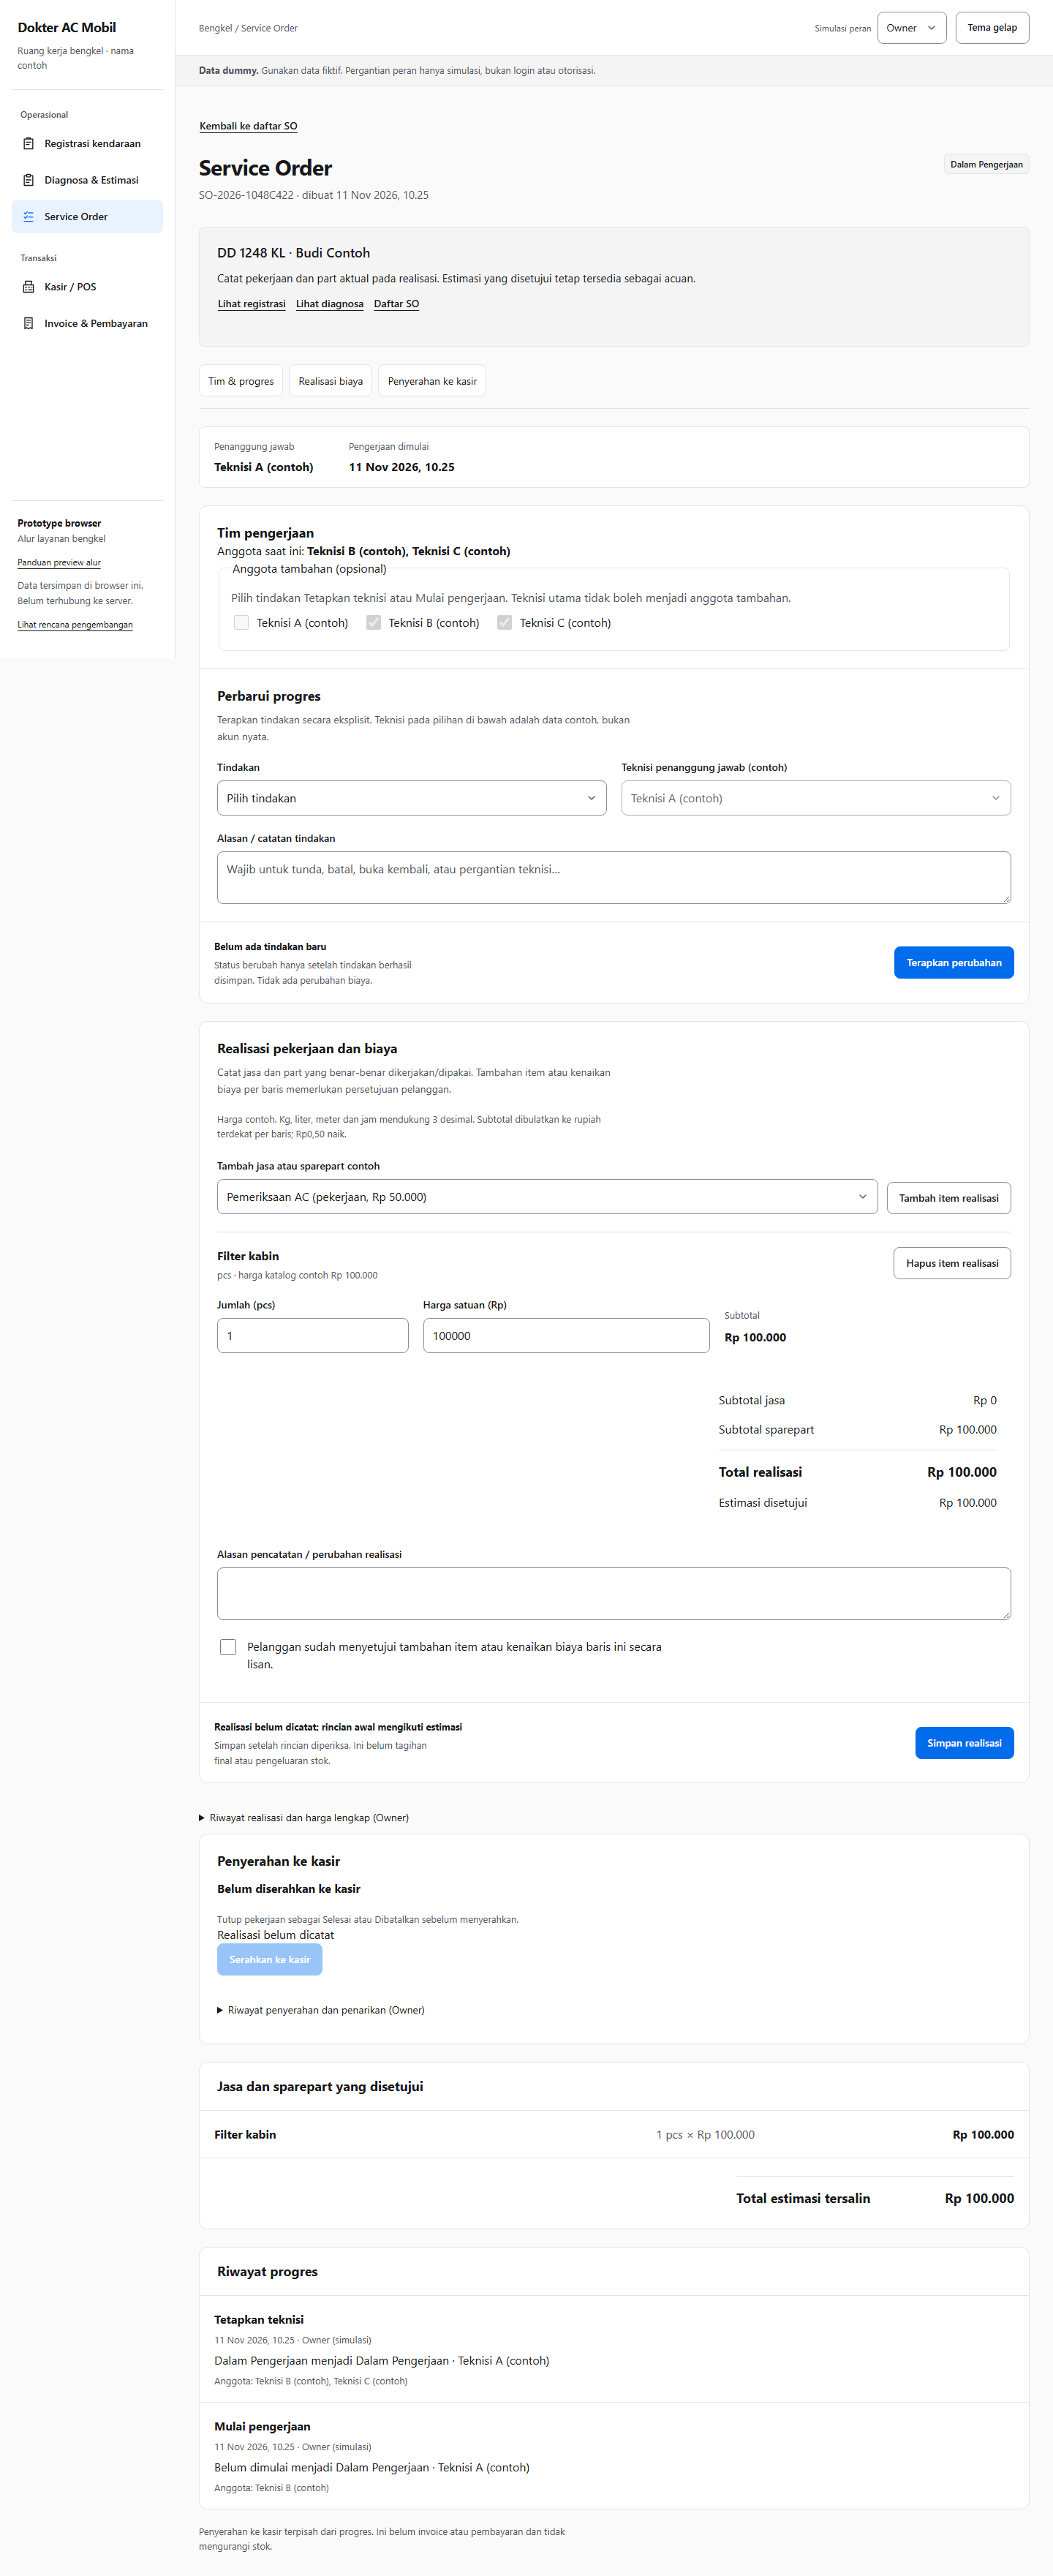 Dokter AC Mobil
Ruang kerja bengkel · nama
contoh
Operasional
Registrasi kendaraan
Diagnosa & Estimasi
Service Order
Transaksi
Kasir / POS
Invoice & Pembayaran
Prototype browser
Alur layanan bengkel
Panduan preview alur
Data tersimpan di browser ini.
Belum terhubung ke server.
Lihat rencana pengembangan
Bengkel / Service Order
Simulasi peran
Owner
Tema gelap
Data dummy. Gunakan data fiktif. Pergantian peran hanya simulasi, bukan login atau otorisasi.
Kembali ke daftar SO
Service Order
Dalam Pengerjaan
SO-2026-1048C422 · dibuat 11 Nov 2026, 10.25
DD 1248 KL · Budi Contoh
Catat pekerjaan dan part aktual pada realisasi. Estimasi yang disetujui tetap tersedia sebagai acuan.
Lihat registrasi Lihat diagnosa Daftar SO
Tim & progres
Realisasi biaya
Penyerahan ke kasir
Penanggung jawab
Teknisi A (contoh)
Pengerjaan dimulai
11 Nov 2026, 10.25
Tim pengerjaan
Anggota saat ini: Teknisi B (contoh), Teknisi C (contoh)
Anggota tambahan (opsional)
Pilih tindakan Tetapkan teknisi atau Mulai pengerjaan. Teknisi utama tidak boleh menjadi anggota tambahan.
Teknisi A (contoh) Teknisi B (contoh) Teknisi C (contoh)
Perbarui progres
Terapkan tindakan secara eksplisit. Teknisi pada pilihan di bawah adalah data contoh, bukan
akun nyata.
Tindakan
Pilih tindakan
Teknisi penanggung jawab (contoh)
Teknisi A (contoh)
Alasan / catatan tindakan
Wajib untuk tunda, batal, buka kembali, atau pergantian teknisi...
Belum ada tindakan baru
Status berubah hanya setelah tindakan berhasil
disimpan. Tidak ada perubahan biaya.
Terapkan perubahan
Realisasi pekerjaan dan biaya
Catat jasa dan part yang benar-benar dikerjakan/dipakai. Tambahan item atau kenaikan
biaya per baris memerlukan persetujuan pelanggan.
Harga contoh. Kg, liter, meter dan jam mendukung 3 desimal. Subtotal dibulatkan ke rupiah
terdekat per baris; Rp0,50 naik.
Tambah jasa atau sparepart contoh
Pemeriksaan AC (pekerjaan, Rp 50.000)
Tambah item realisasi
Filter kabin
pcs · harga katalog contoh Rp 100.000
Hapus item realisasi
Jumlah (pcs)
1
Harga satuan (Rp)
100000
Subtotal
Rp 100.000
Subtotal jasa Rp 0
Subtotal sparepart Rp 100.000
Total realisasi Rp 100.000
Estimasi disetujui Rp 100.000
Alasan pencatatan / perubahan realisasi
Pelanggan sudah menyetujui tambahan item atau kenaikan biaya baris ini secara
lisan.
Realisasi belum dicatat; rincian awal mengikuti estimasi
Simpan setelah rincian diperiksa. Ini belum tagihan
final atau pengeluaran stok.
Simpan realisasi
Riwayat realisasi dan harga lengkap (Owner)
Penyerahan ke kasir
Belum diserahkan ke kasir
Tutup pekerjaan sebagai Selesai atau Dibatalkan sebelum menyerahkan.
Realisasi belum dicatat
Serahkan ke kasir
Riwayat penyerahan dan penarikan (Owner)
Jasa dan sparepart yang disetujui
Filter kabin 1 pcs × Rp 100.000 Rp 100.000
Total estimasi tersalin Rp 100.000
Riwayat progres
Tetapkan teknisi
11 Nov 2026, 10.25 · Owner (simulasi)
Dalam Pengerjaan menjadi Dalam Pengerjaan · Teknisi A (contoh)
Anggota: Teknisi B (contoh), Teknisi C (contoh)
Mulai pengerjaan
11 Nov 2026, 10.25 · Owner (simulasi)
Belum dimulai menjadi Dalam Pengerjaan · Teknisi A (contoh)
Anggota: Teknisi B (contoh)
Penyerahan ke kasir terpisah dari progres. Ini belum invoice atau pembayaran dan tidak
mengurangi stok.